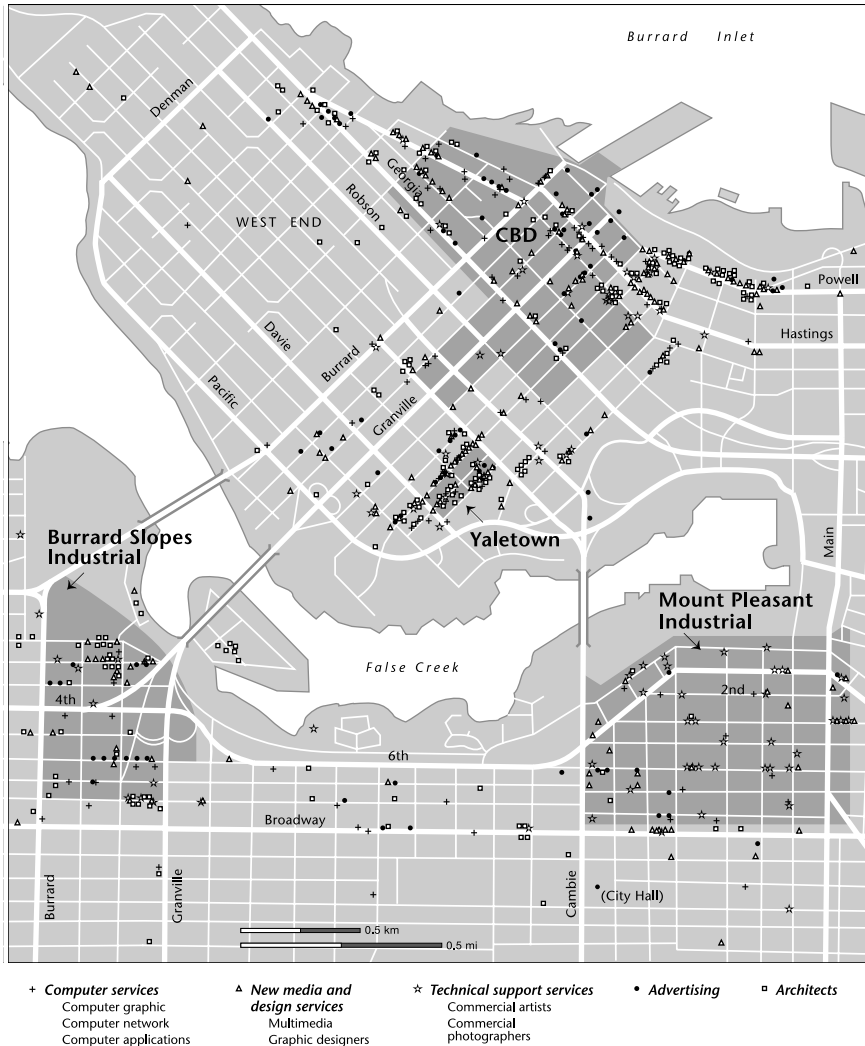 Burrard Inlet
Denman
Georgia
Robson
WEST END
CBD
Powell
Hastings
Davie
Burrard
Pacific
Granville
Burrard Slopes
Industrial
Yaletown
Main
Mount Pleasant
Industrial
False Creek
2nd
4th
6th
Broadway
Burrard
Granville
Cambie
(City Hall)
0.5 km
0.5 mi
+ Computer services
Computer graphic
Computer network
Computer applications
New media and
design services
Multimedia
Graphic designers
Technical support services
Commercial artists
Commercial
photographers
Advertising
Architects